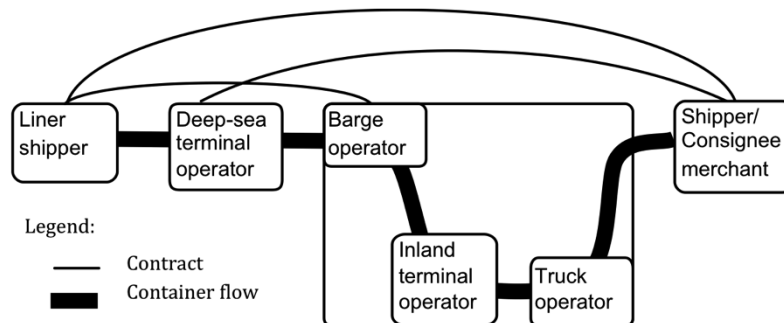 Liner
shipper
Deep-sea
terminal
operator
Barge
operator
Shipper/
Consignee
merchant
Inland
terminal
operator
Truck
operator
Legend:
Contract
Container flow